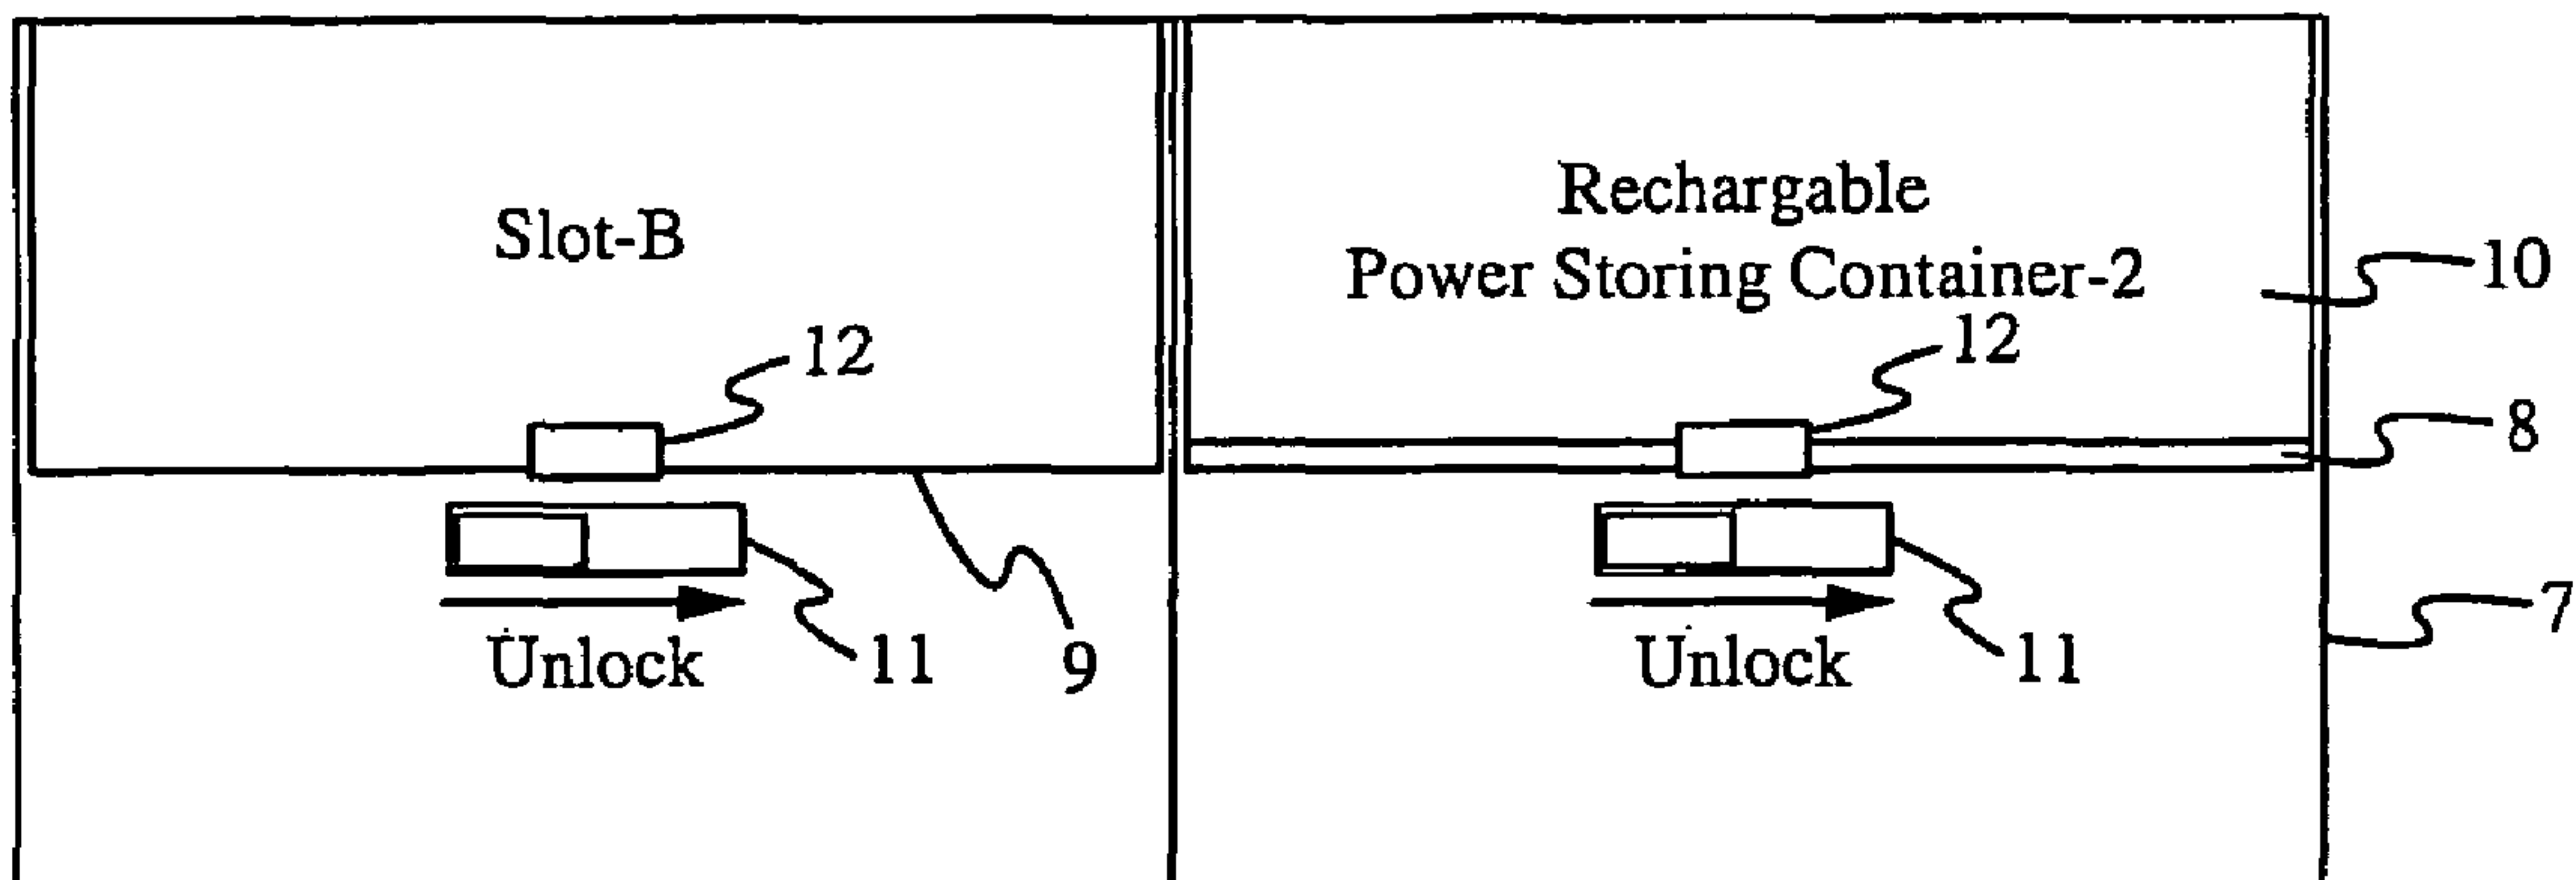 Slot-B
Rechargable
Power Storing Container-2
10
12
12
8
Unlock
11
9
Unlock
11
7